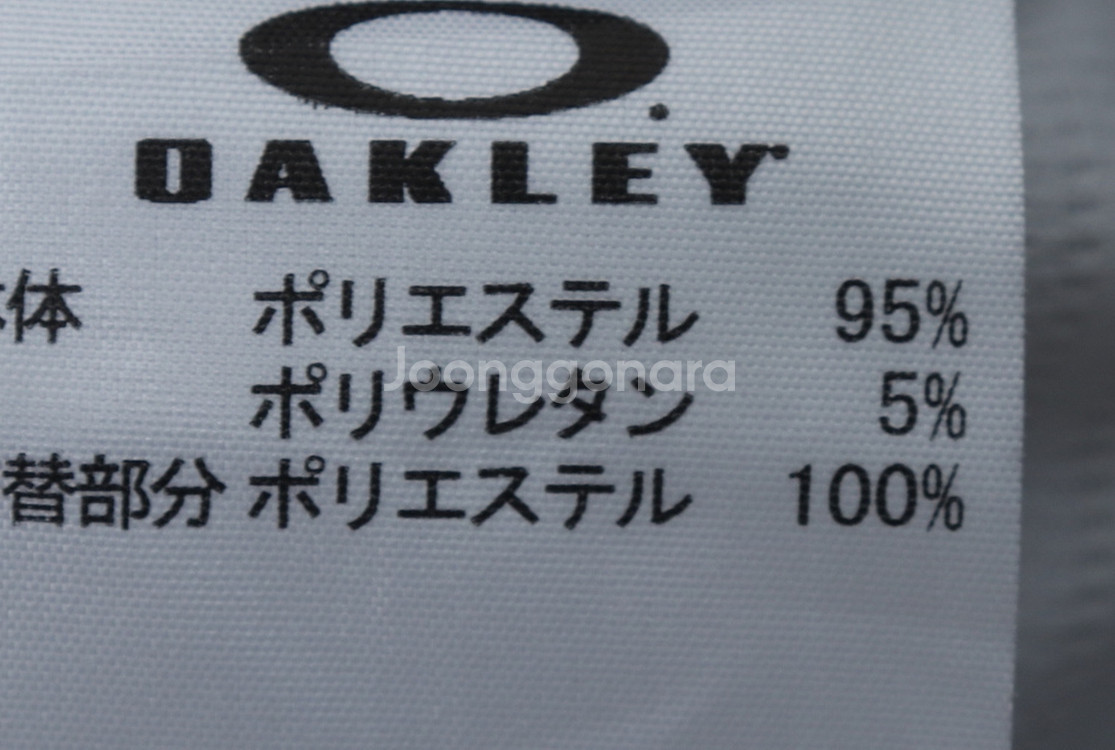 OAKLEY
体 ポリエステル 95%
ポリウレタン 5%
替部分 ポリエステル 100%
Joonggonara